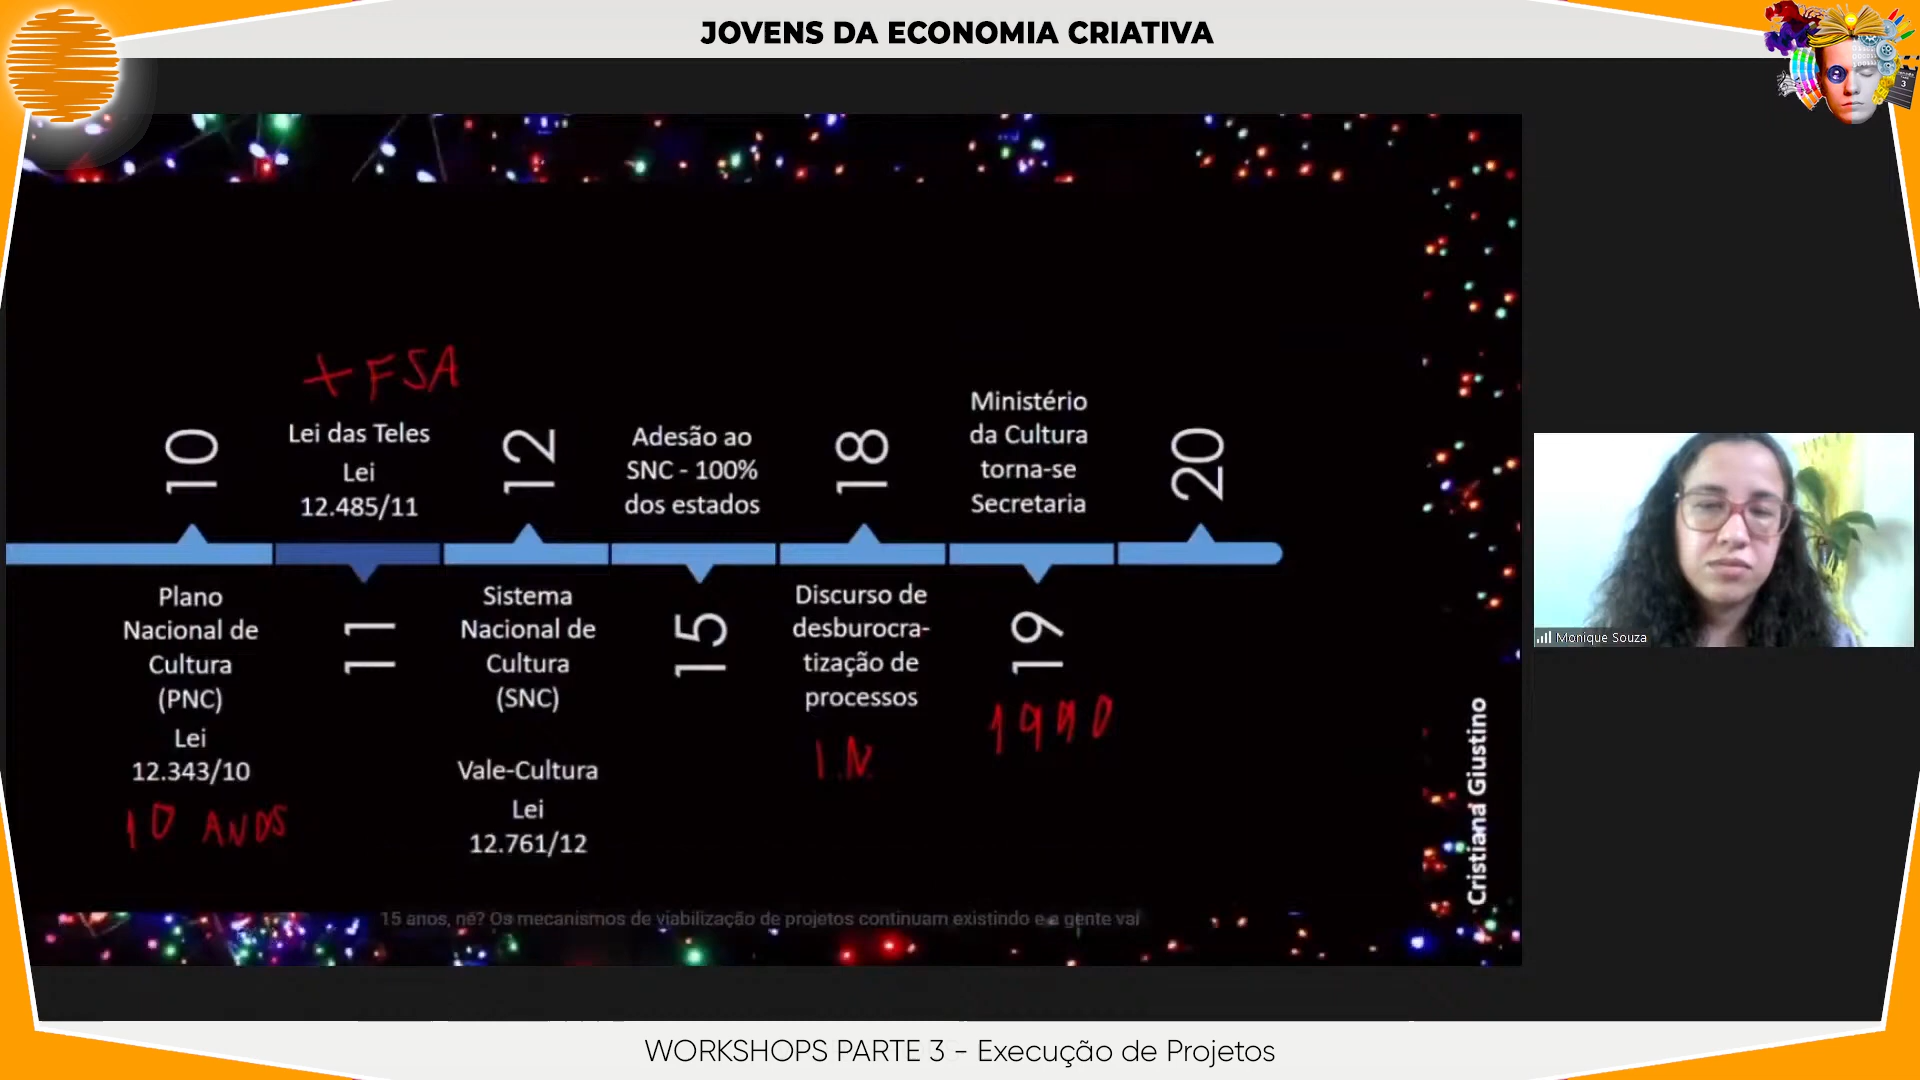 JOVENS DA ECONOMIA CRIATIVA
+ FSA
10
Lei das Teles
Lei
12.485/11
12
Adesão ao
SNC - 100%
dos estados
18
Ministério
da Cultura
torna-se
Secretaria
20
Plano
Nacional de
Cultura
(PNC)
Lei
12.343/10
10 ANOS
11
Sistema
Nacional de
Cultura
(SNC)
Vale-Cultura
Lei
12.761/12
15
Discurso de
desburocra-
tização de
processos
I.N.
19
1990
Cristiana Giustino
15 anos, né? Os mecanismos de viabilização de projetos continuam existindo e a gente vai
Monique Souza
WORKSHOPS PARTE 3 - Execução de Projetos